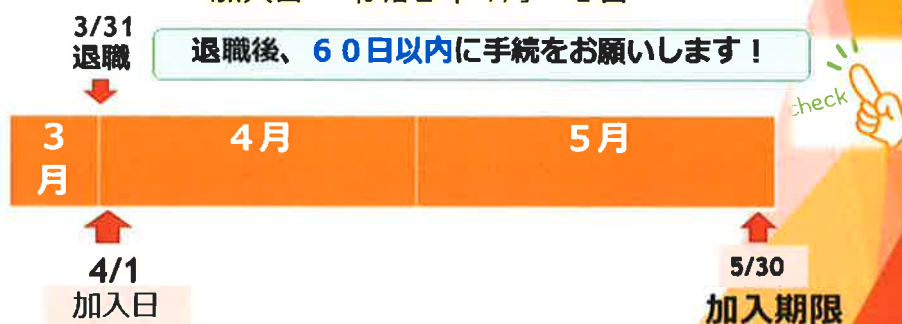 3/31
退職
退職後、６０日以内に手続をお願いします！
check
3月
4月
5月
4/1
加入日
5/30
加入期限